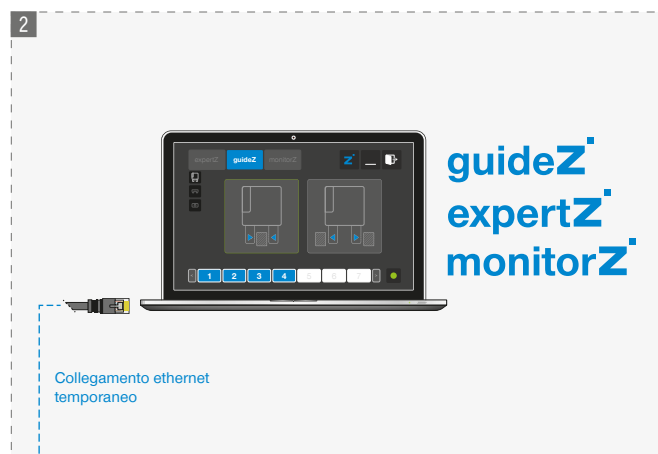 2
expertZ guideZ monitorZ Z
1 2 3 4 5 6 7
guideZ
expertZ
monitorZ
Collegamento ethernet
temporaneo